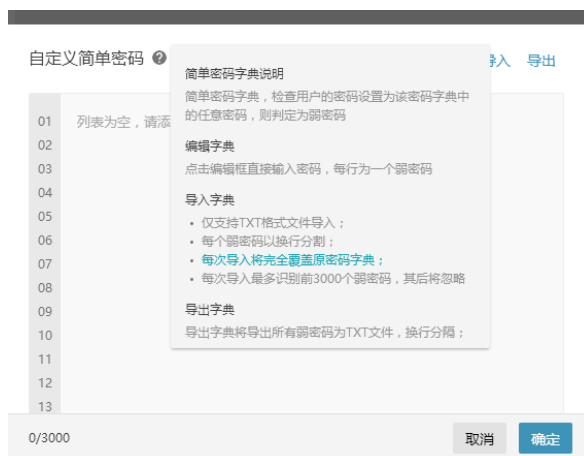 自定义简单密码
导入 导出
简单密码字典说明
简单密码字典，检查用户的密码设置为该密码字典中
的任意密码，则判定为弱密码
编辑字典
点击编辑框直接输入密码，每行为一个弱密码
导入字典
• 仅支持TXT格式文件导入；
• 每个弱密码以换行分割；
• 每次导入将完全覆盖原密码字典；
• 每次导入最多识别前3000个弱密码，其后将忽略
导出字典
导出字典将导出所有弱密码为TXT文件，换行分隔；
01 列表为空，请添
02
03
04
05
06
07
08
09
10
11
12
13
0/3000
取消 确定